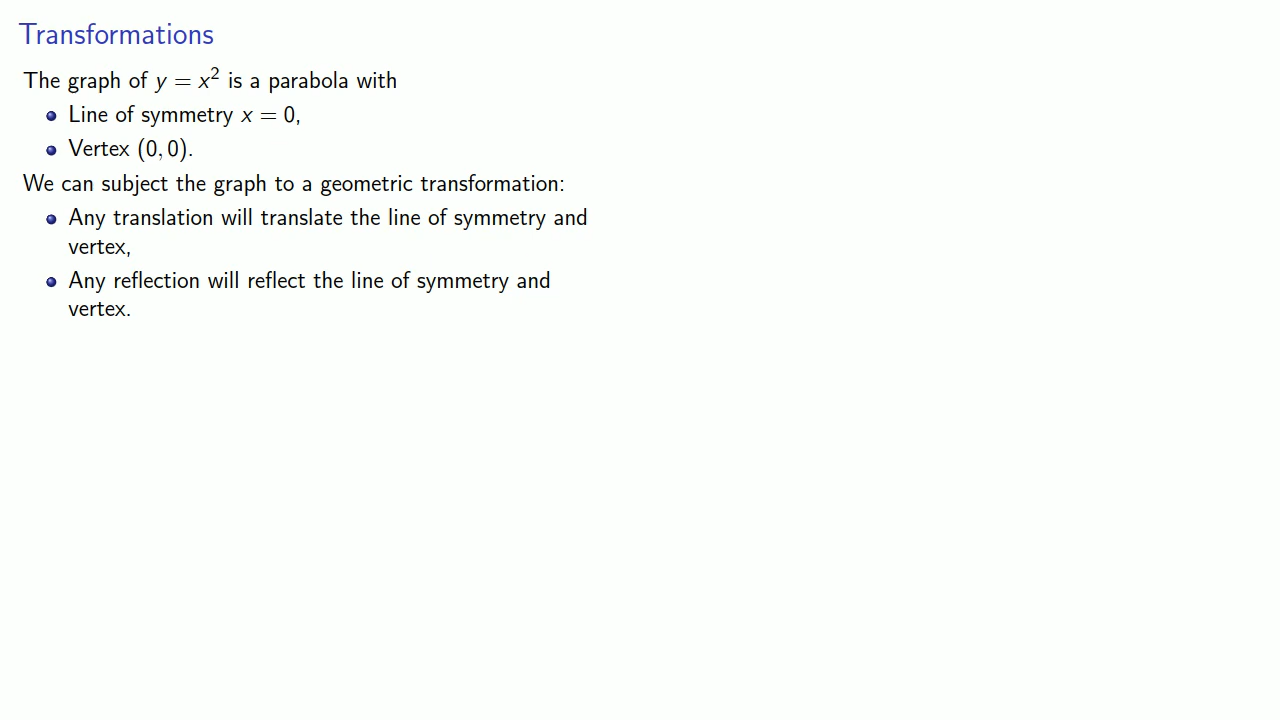 Transformations
The graph of y = x² is a parabola with
• Line of symmetry x = 0,
• Vertex (0, 0).
We can subject the graph to a geometric transformation:
• Any translation will translate the line of symmetry and
vertex,
• Any reflection will reflect the line of symmetry and
vertex.